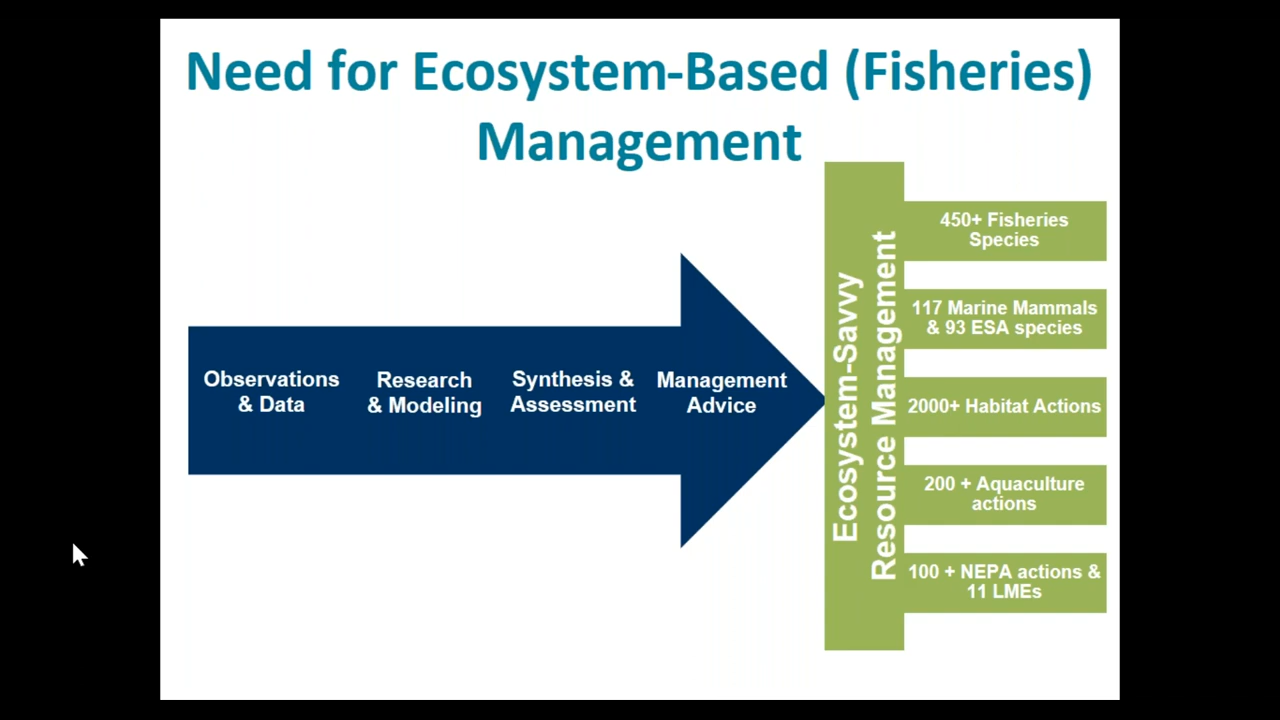 Need for Ecosystem-Based (Fisheries)
Management
Observations
& Data
Research
& Modeling
Synthesis &
Assessment
Management
Advice
Ecosystem-Savvy
Resource Management
450+ Fisheries
Species
117 Marine Mammals
& 93 ESA species
2000+ Habitat Actions
200 + Aquaculture
actions
100 + NEPA actions &
11 LMEs